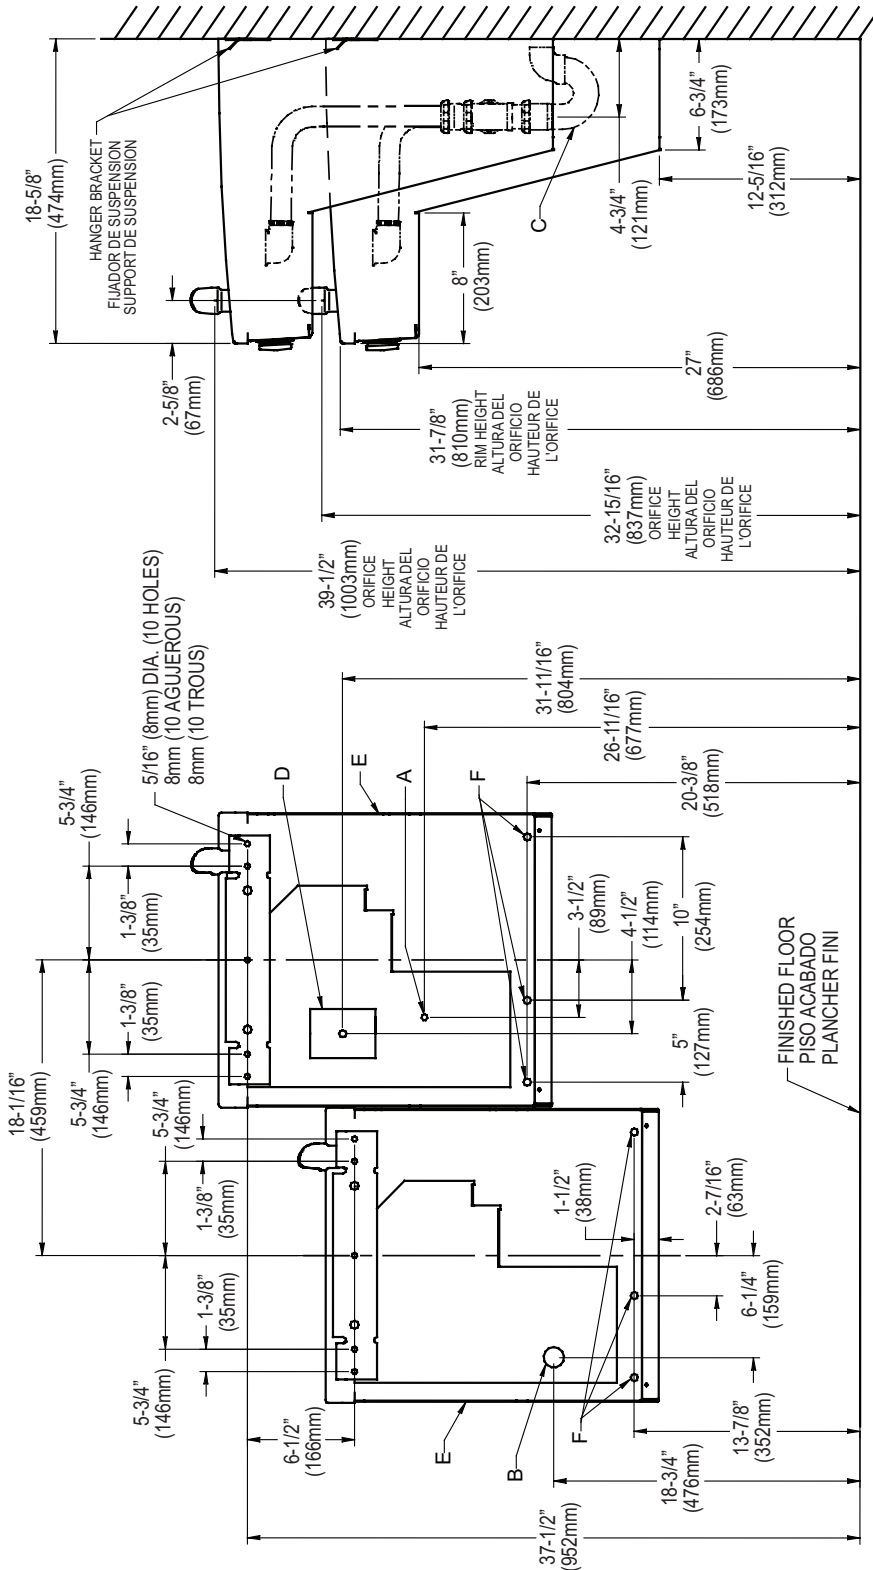 18-5/8"
(474mm)
HANGER BRACKET
FIJADOR DE SUSPENSION
SUPPORT DE SUSPENSION
2-5/8"
(67mm)
8"
(203mm)
C
4-3/4"
(121mm)
6-3/4"
(173mm)
12-5/16"
(312mm)
27"
(686mm)
31-7/8"
(810mm)
RIM HEIGHT
ALTURA DEL
ORIFICIO
HAUTEUR DE
L'ORIFICE
32-15/16"
(837mm)
ORIFICE
HEIGHT
ALTURA DEL
ORIFICIO
HAUTEUR DE
L'ORIFICE
39-1/2"
(1003mm)
ORIFICE
HEIGHT
ALTURA DEL
ORIFICIO
HAUTEUR DE
L'ORIFICE
5/16" (8mm) DIA. (10 HOLES)
8mm (10 AGUJEROUS)
8mm (10 TROUS)
5-3/4"
(146mm)
1-3/8"
(35mm)
18-1/16"
(459mm)
5-3/4"
(146mm)
1-3/8"
(35mm)
D
E
A
F
31-11/16"
(804mm)
26-11/16"
(677mm)
20-3/8"
(518mm)
3-1/2"
(89mm)
4-1/2"
(114mm)
10"
(254mm)
5"
(127mm)
5-3/4"
(146mm)
1-3/8"
(35mm)
5-3/4"
(146mm)
1-3/8"
(35mm)
6-1/2"
(166mm)
E
B
F
1-1/2"
(38mm)
2-7/16"
(63mm)
6-1/4"
(159mm)
13-7/8"
(352mm)
18-3/4"
(476mm)
37-1/2"
(952mm)
FINISHED FLOOR
PISO ACABADO
PLANCHER FINI